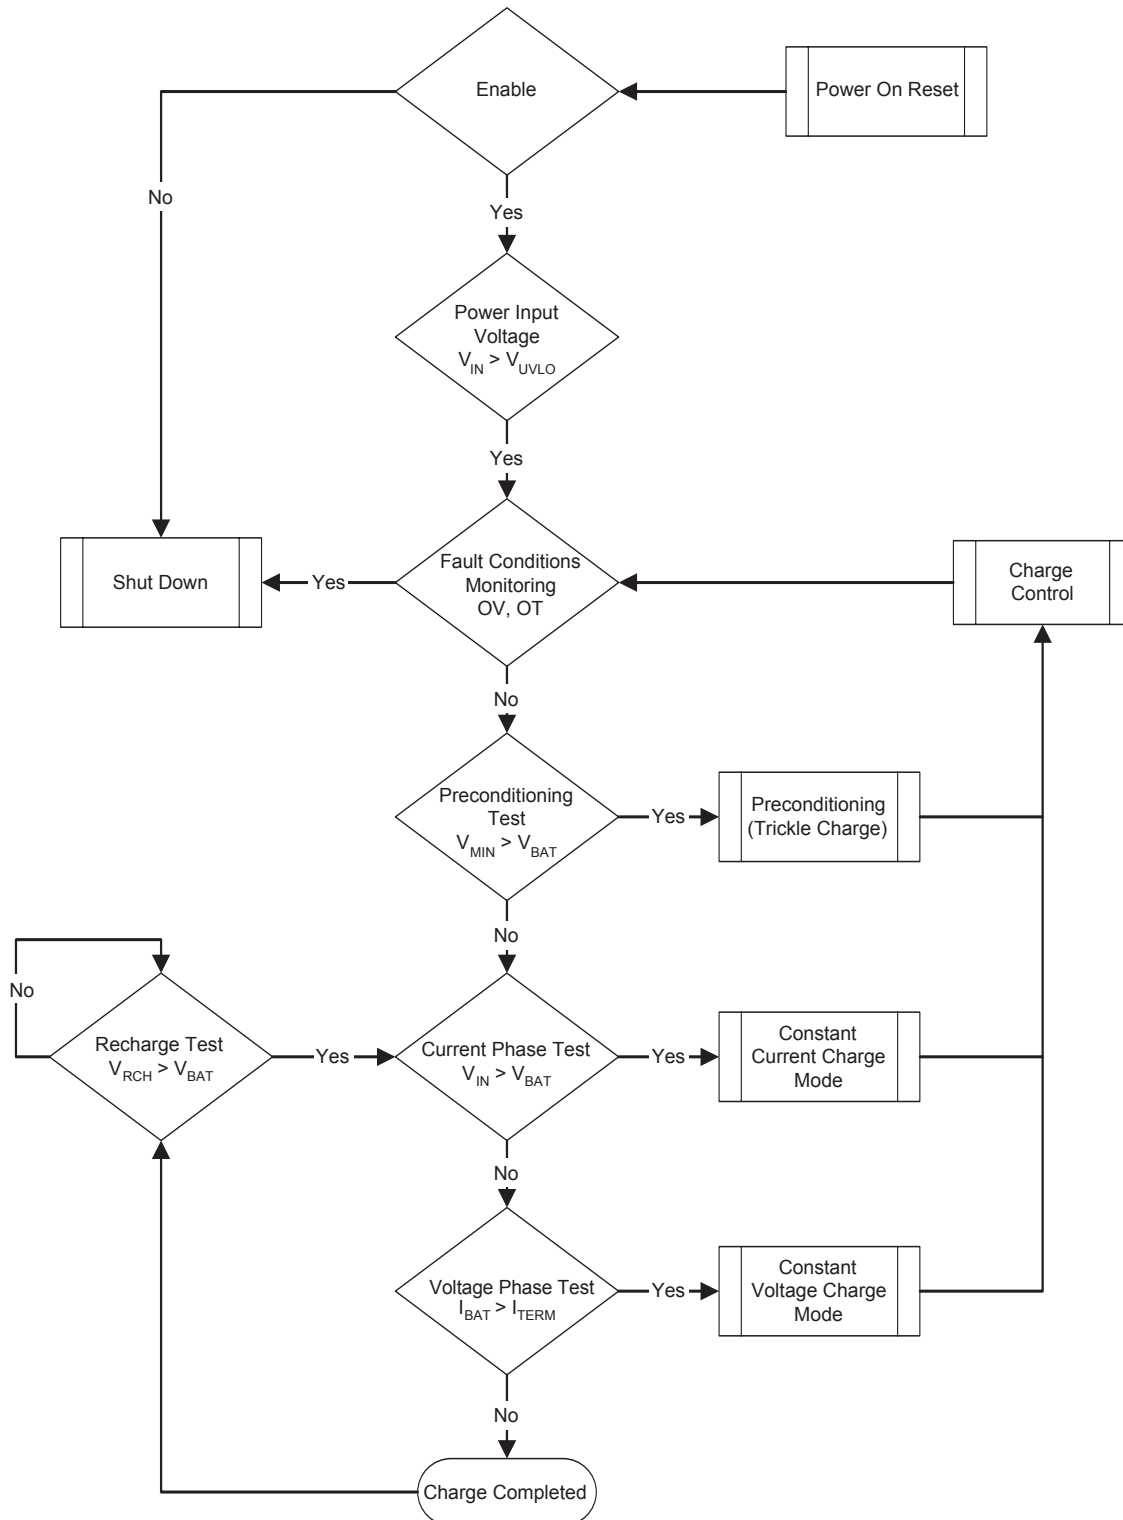 Enable
Power On Reset
No
Yes
Power Input
Voltage
V_IN > V_UVLO
Yes
Shut Down
Yes
Fault Conditions
Monitoring
OV, OT
Charge
Control
No
Preconditioning
Test
V_MIN > V_BAT
Yes
Preconditioning
(Trickle Charge)
No
No
Recharge Test
V_RCH > V_BAT
Yes
Current Phase Test
V_IN > V_BAT
Yes
Constant
Current Charge
Mode
No
Voltage Phase Test
I_BAT > I_TERM
Yes
Constant
Voltage Charge
Mode
No
Charge Completed